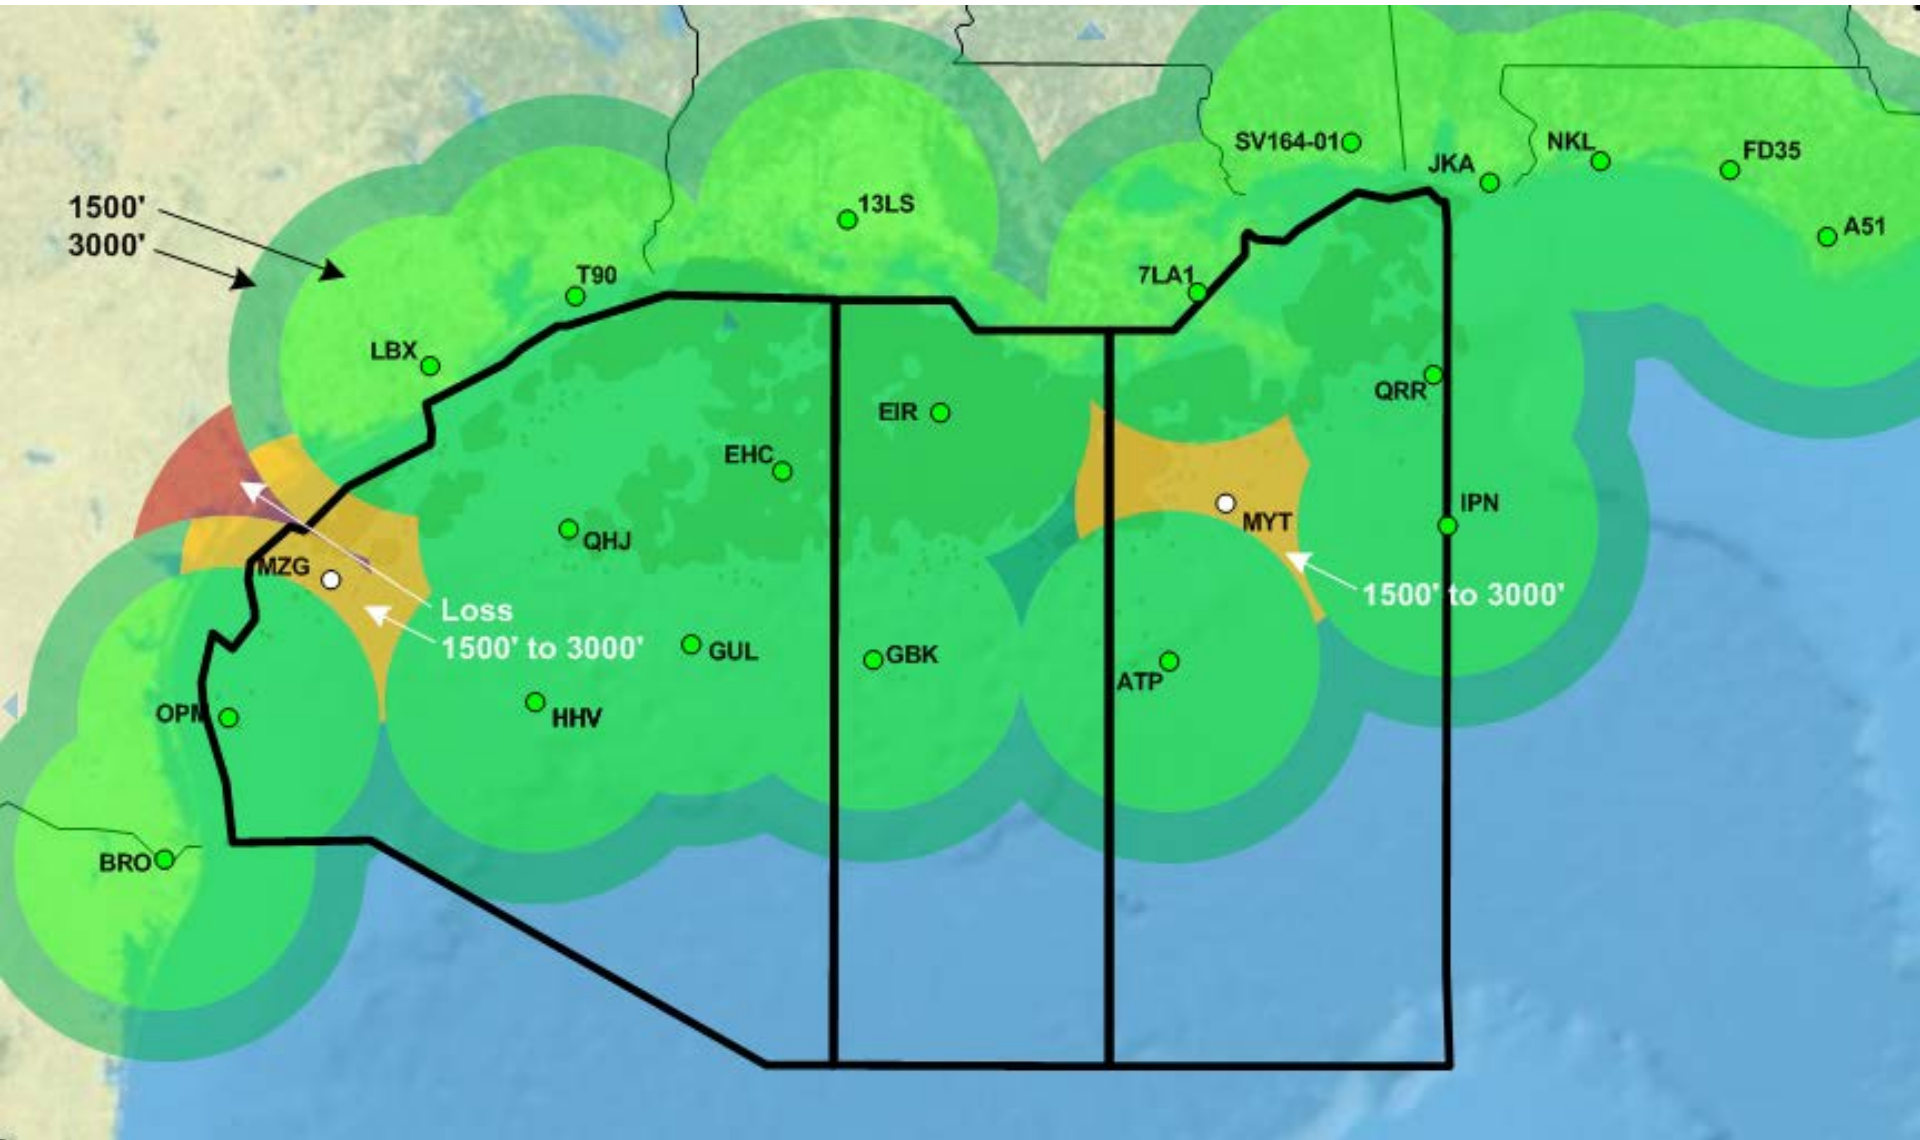 SV164-01
JKA
NKL
FD35
A51
1500'
3000'
13LS
T90
7LA1
LBX
QRR
EIR
EHC
IPN
MYT
QHJ
MZG
1500' to 3000'
Loss
1500' to 3000'
GUL
GBK
ATP
OPM
HHV
BRO